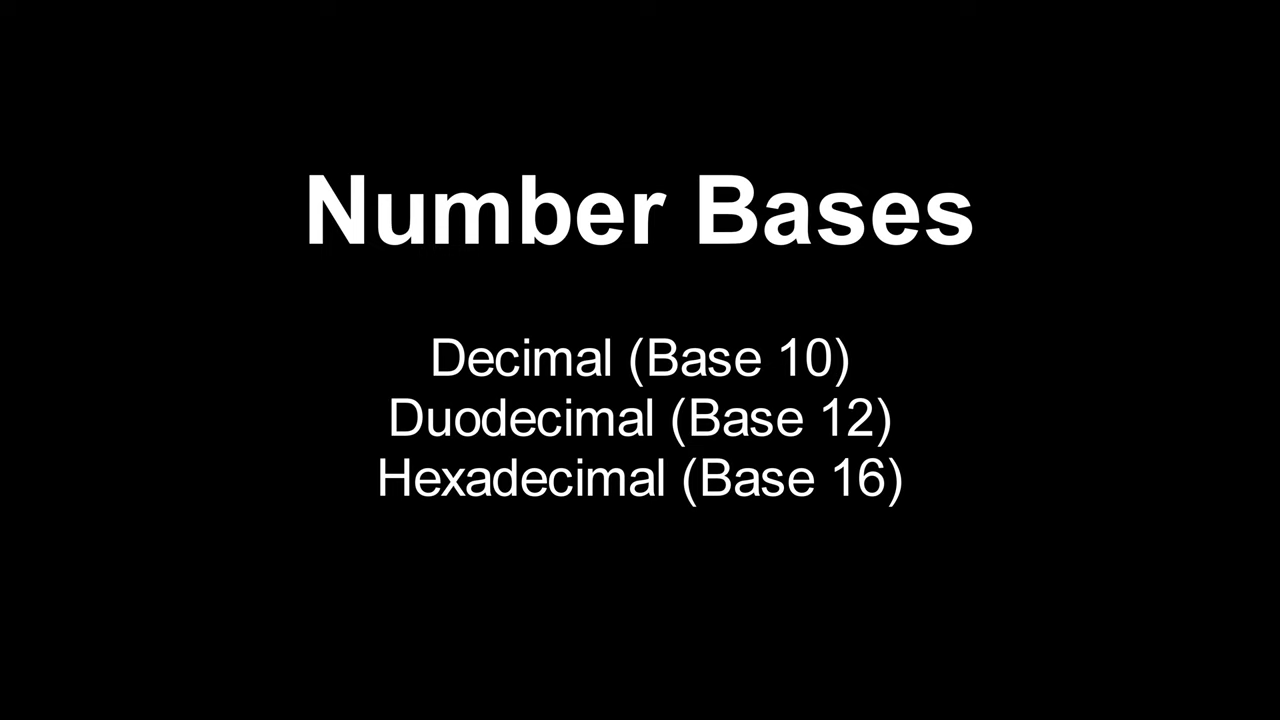 Number Bases
Decimal (Base 10)
Duodecimal (Base 12)
Hexadecimal (Base 16)